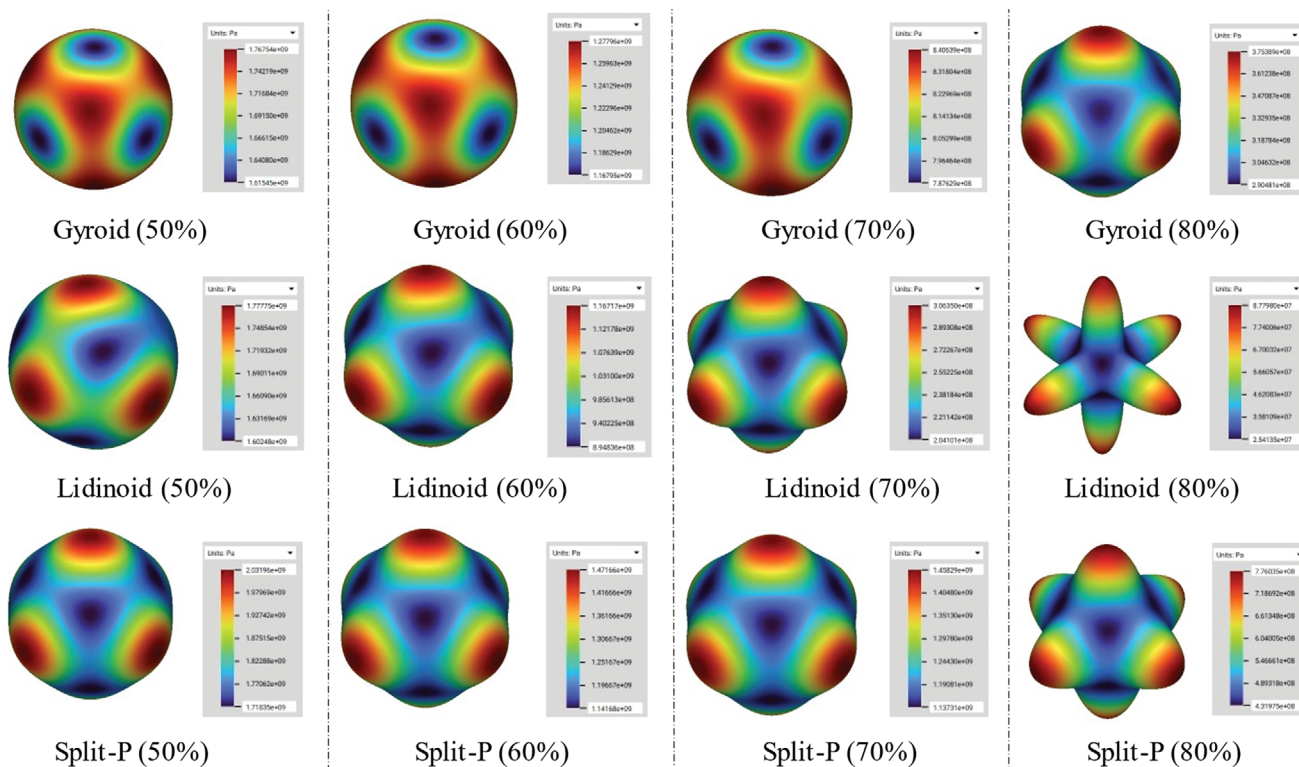 Units: Pa
1.76754e+09
1.74219e+09
1.71684e+09
1.69150e+09
1.66615e+09
1.64080e+09
1.61545e+09
Gyroid (50%)
Units: Pa
1.27796e+09
1.25963e+09
1.24129e+09
1.22296e+09
1.20462e+09
1.18629e+09
1.16795e+09
Gyroid (60%)
Units: Pa
8.40639e+08
8.31804e+08
8.22969e+08
8.14134e+08
8.05299e+08
7.96464e+08
7.87629e+08
Gyroid (70%)
Units: Pa
3.75389e+08
3.61238e+08
3.47087e+08
3.32935e+08
3.18784e+08
3.04632e+08
2.90481e+08
Gyroid (80%)
Units: Pa
1.77775e+09
1.74854e+09
1.71932e+09
1.69011e+09
1.66090e+09
1.63169e+09
1.60248e+09
Lidinoid (50%)
Units: Pa
1.16717e+09
1.12178e+09
1.07639e+09
1.03100e+09
9.85613e+08
9.40225e+08
8.94836e+08
Lidinoid (60%)
Units: Pa
3.06350e+08
2.89308e+08
2.72267e+08
2.55225e+08
2.38184e+08
2.21142e+08
2.04101e+08
Lidinoid (70%)
Units: Pa
8.77980e+07
7.74006e+07
6.70032e+07
5.66057e+07
4.62083e+07
3.58109e+07
2.54135e+07
Lidinoid (80%)
Units: Pa
2.03196e+09
1.97969e+09
1.92742e+09
1.87515e+09
1.82288e+09
1.77062e+09
1.71835e+09
Split-P (50%)
Units: Pa
1.47166e+09
1.41666e+09
1.36166e+09
1.30667e+09
1.25167e+09
1.19667e+09
1.14168e+09
Split-P (60%)
Units: Pa
1.45829e+09
1.40480e+09
1.35130e+09
1.29780e+09
1.24430e+09
1.19081e+09
1.13731e+09
Split-P (70%)
Units: Pa
7.76035e+08
7.18692e+08
6.61348e+08
6.04005e+08
5.46661e+08
4.89318e+08
4.31975e+08
Split-P (80%)